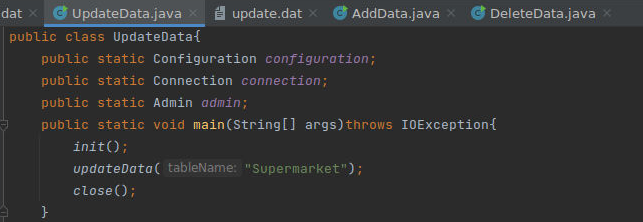 dat UpdateData.java update.dat AddData.java DeleteData.java
public class UpdateData{
public static Configuration configuration;
public static Connection connection;
public static Admin admin;
public static void main(String[] args)throws IOException{
init();
updateData( tableName: "Supermarket");
close();
}